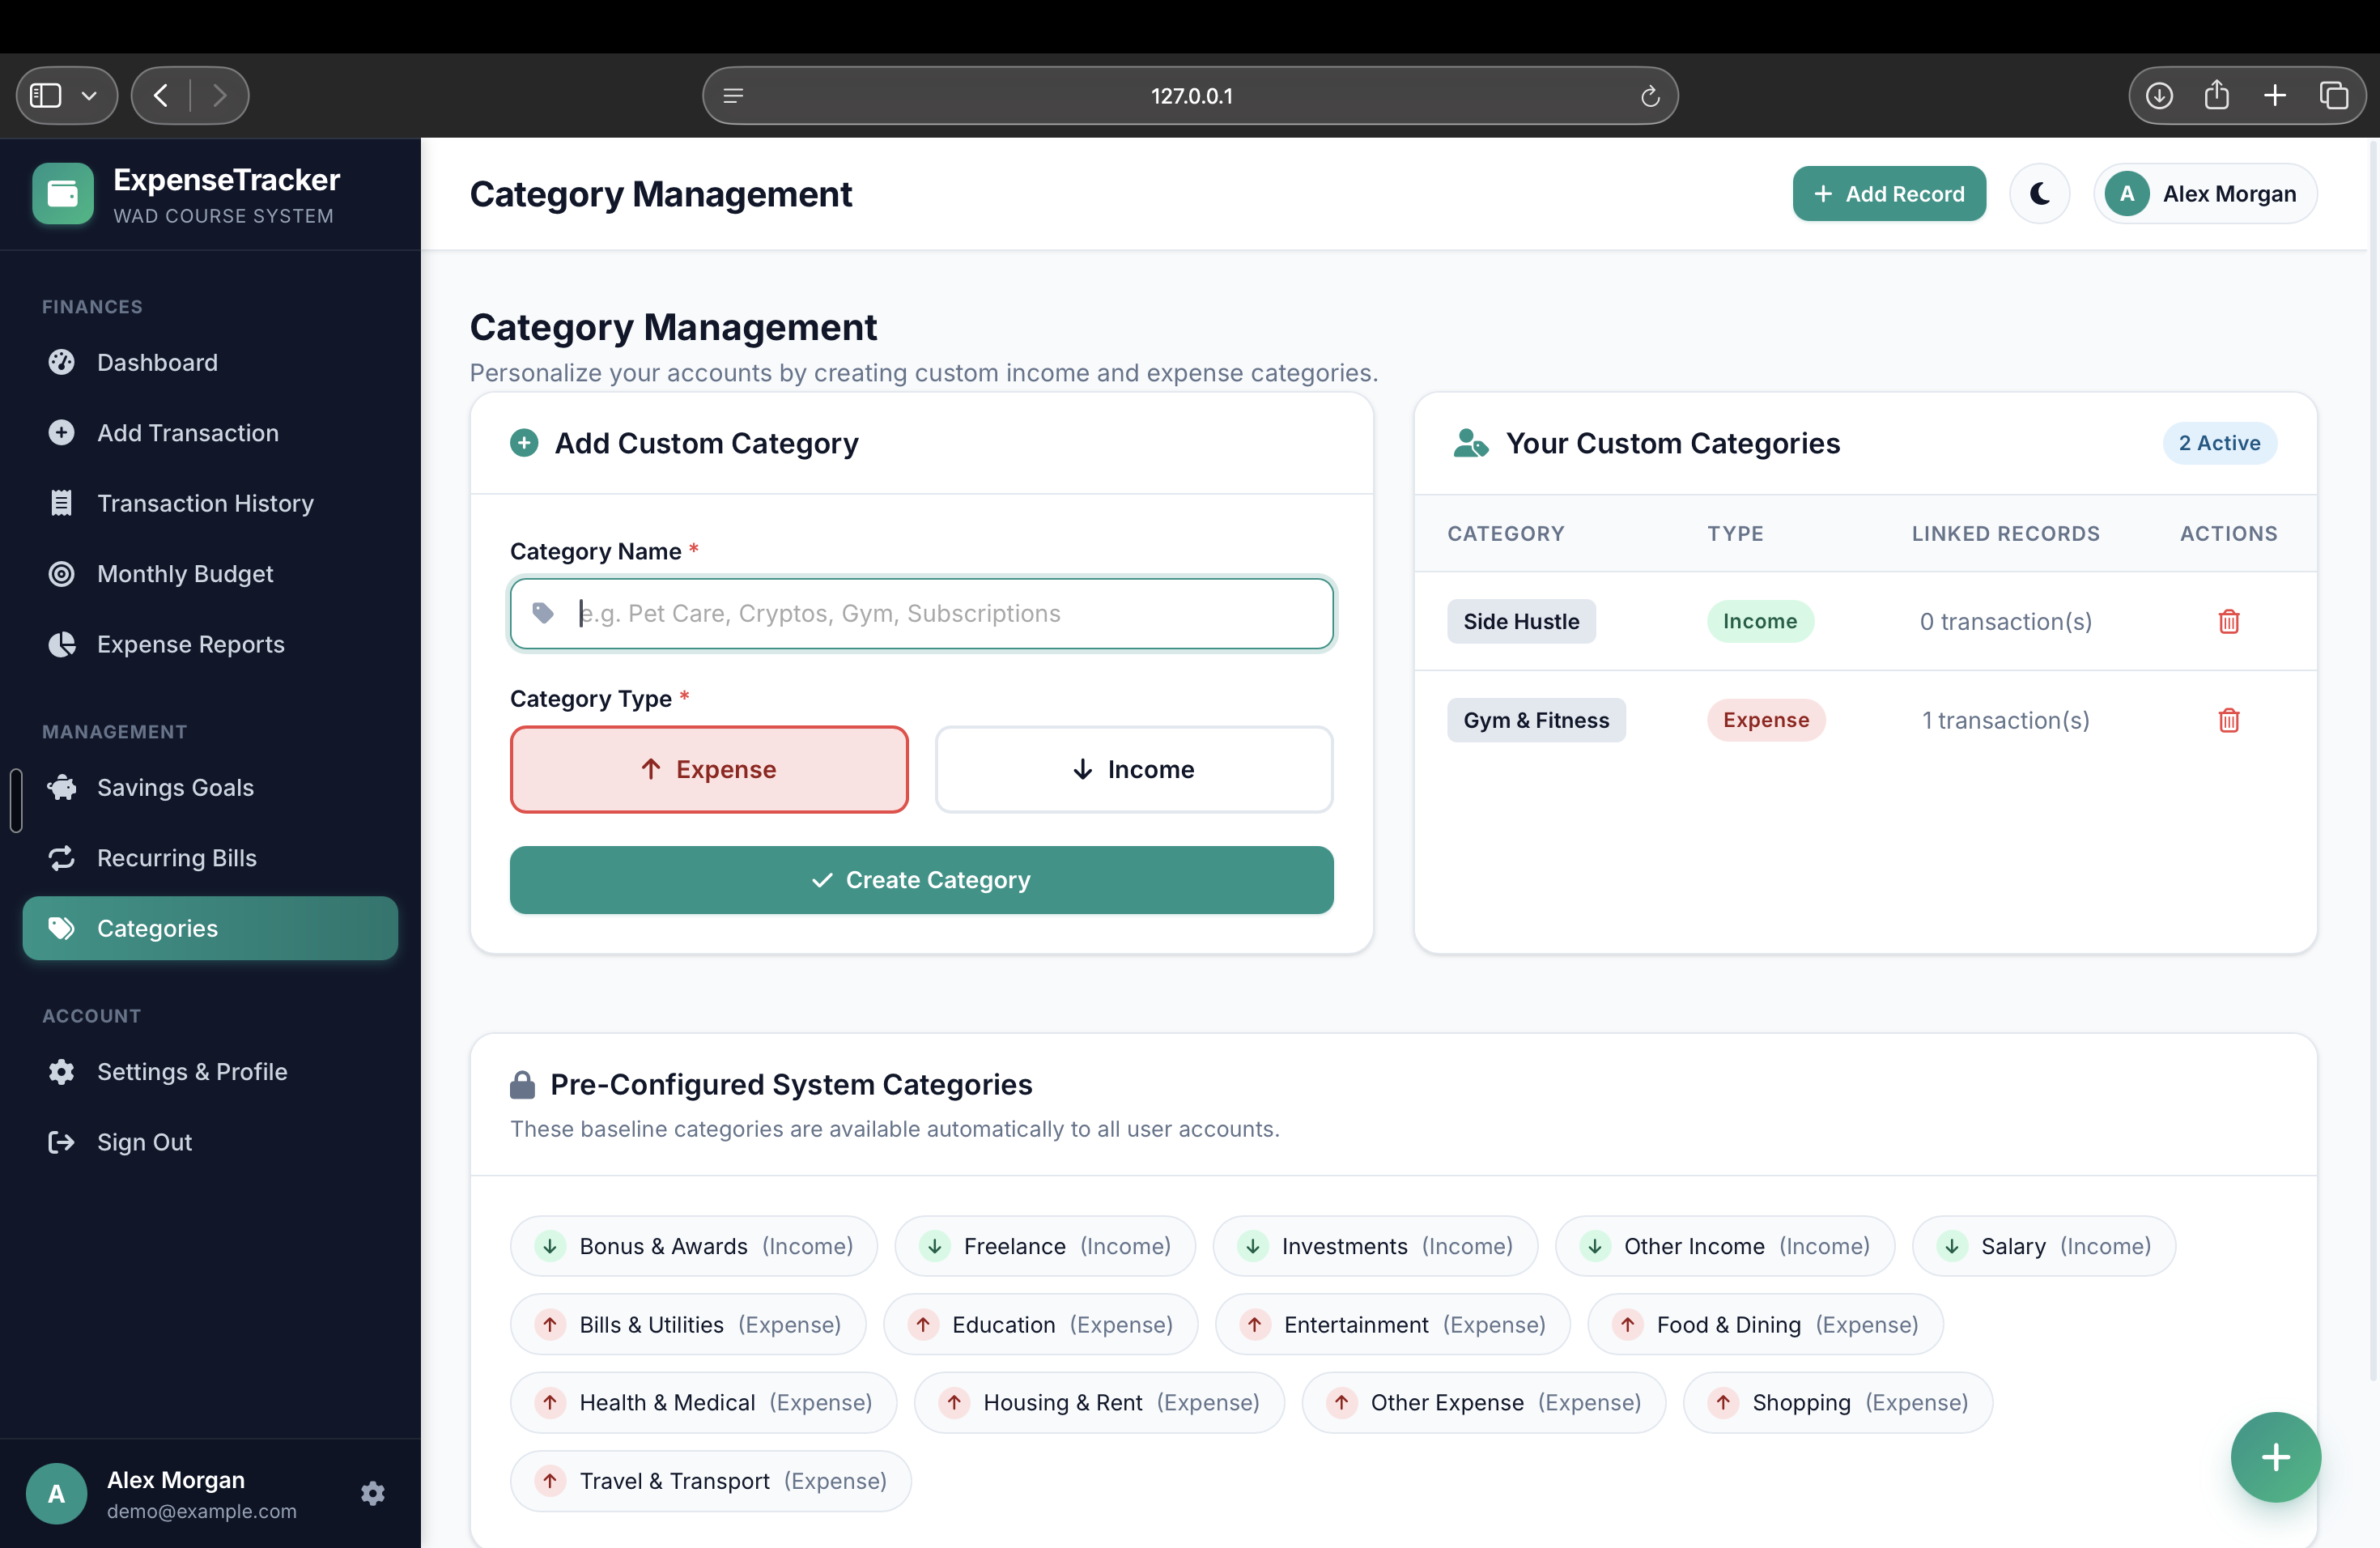 127.0.0.1
ExpenseTracker
WAD COURSE SYSTEM
FINANCES
Dashboard
Add Transaction
Transaction History
Monthly Budget
Expense Reports
MANAGEMENT
Savings Goals
Recurring Bills
Categories
ACCOUNT
Settings & Profile
Sign Out
A
Alex Morgan
demo@example.com
Category Management
Add Record
A Alex Morgan
Category Management
Personalize your accounts by creating custom income and expense categories.
Add Custom Category
Category Name *
e.g. Pet Care, Cryptos, Gym, Subscriptions
Category Type *
Expense
Income
Create Category
Your Custom Categories
2 Active
CATEGORY TYPE LINKED RECORDS ACTIONS
Side Hustle Income 0 transaction(s)
Gym & Fitness Expense 1 transaction(s)
Pre-Configured System Categories
These baseline categories are available automatically to all user accounts.
Bonus & Awards (Income) Freelance (Income) Investments (Income) Other Income (Income) Salary (Income)
Bills & Utilities (Expense) Education (Expense) Entertainment (Expense) Food & Dining (Expense)
Health & Medical (Expense) Housing & Rent (Expense) Other Expense (Expense) Shopping (Expense)
Travel & Transport (Expense)